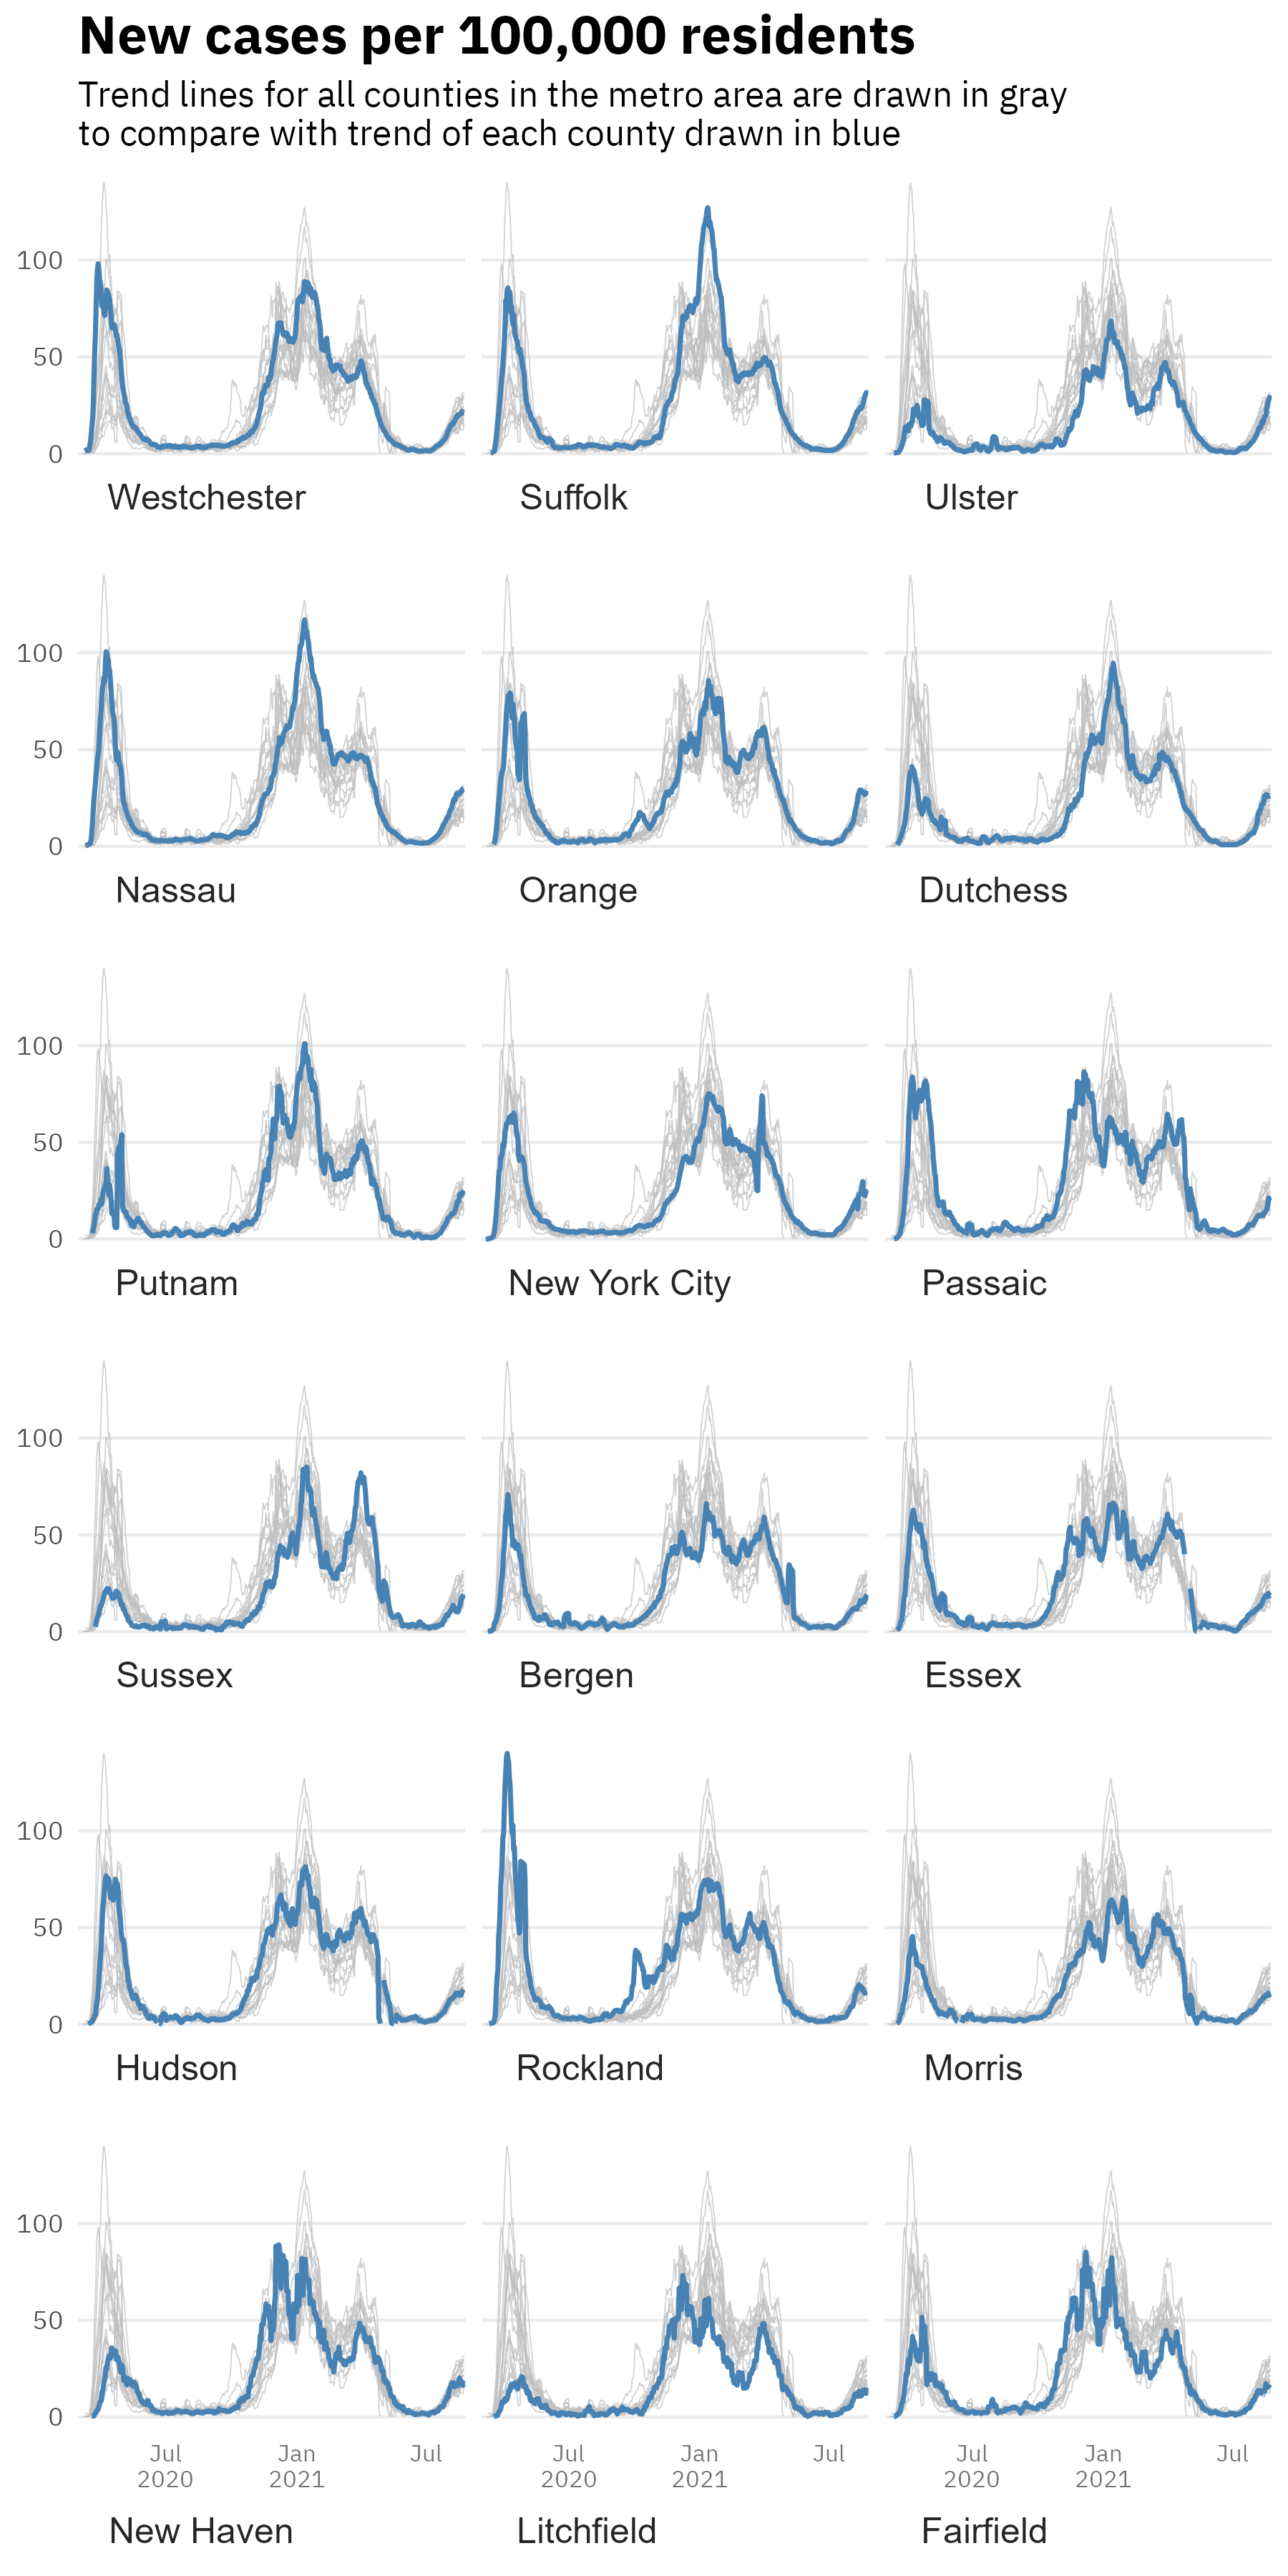 New cases per 100,000 residents
Trend lines for all counties in the metro area are drawn in gray
to compare with trend of each county drawn in blue
100
50
0
Westchester
Suffolk
Ulster
100
50
0
Nassau
Orange
Dutchess
100
50
0
Putnam
New York City
Passaic
100
50
0
Sussex
Bergen
Essex
100
50
0
Hudson
Rockland
Morris
100
50
0
Jul
2020
Jan
2021
Jul
Jul
2020
Jan
2021
Jul
Jul
2020
Jan
2021
Jul
New Haven
Litchfield
Fairfield